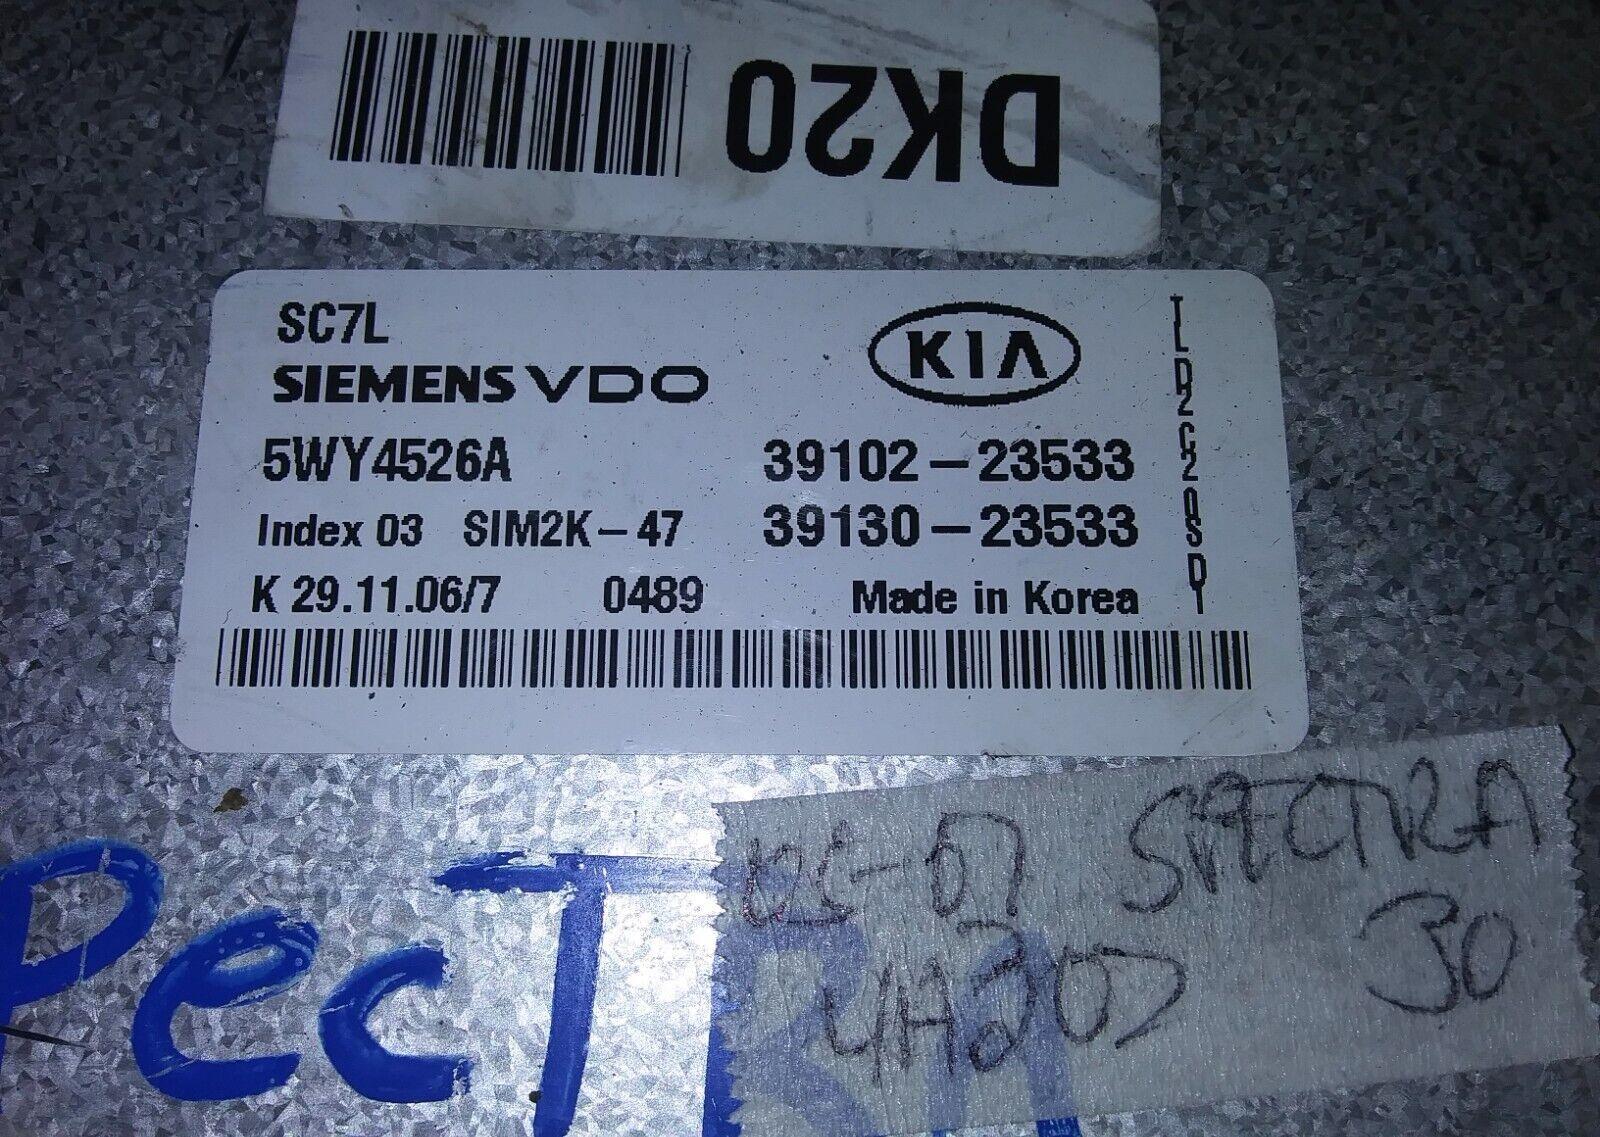 DK20
SC7L
KIA
SIEMENS VDO
5WY4526A 39102-23533
Index 03 SIM2K-47 39130-23533
K 29.11.06/7 0489 Made in Korea
PecT
SPECTRA
30